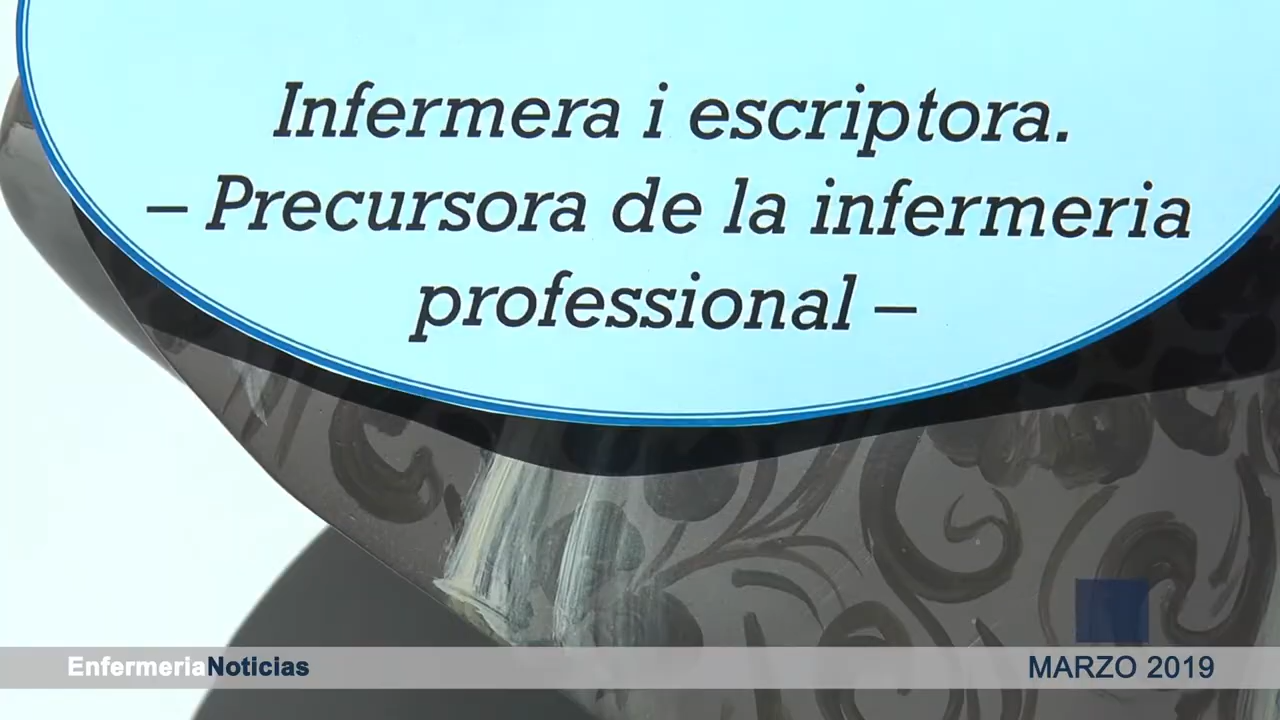 Infermera i escriptora.
– Precursora de la infermeria
professional –
EnfermeriaNoticias
MARZO 2019